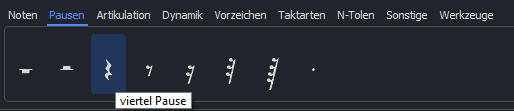 Noten Pausen Artikulation Dynamik Vorzeichen Taktarten N-Tolen Sonstige Werkzeuge
viertel Pause